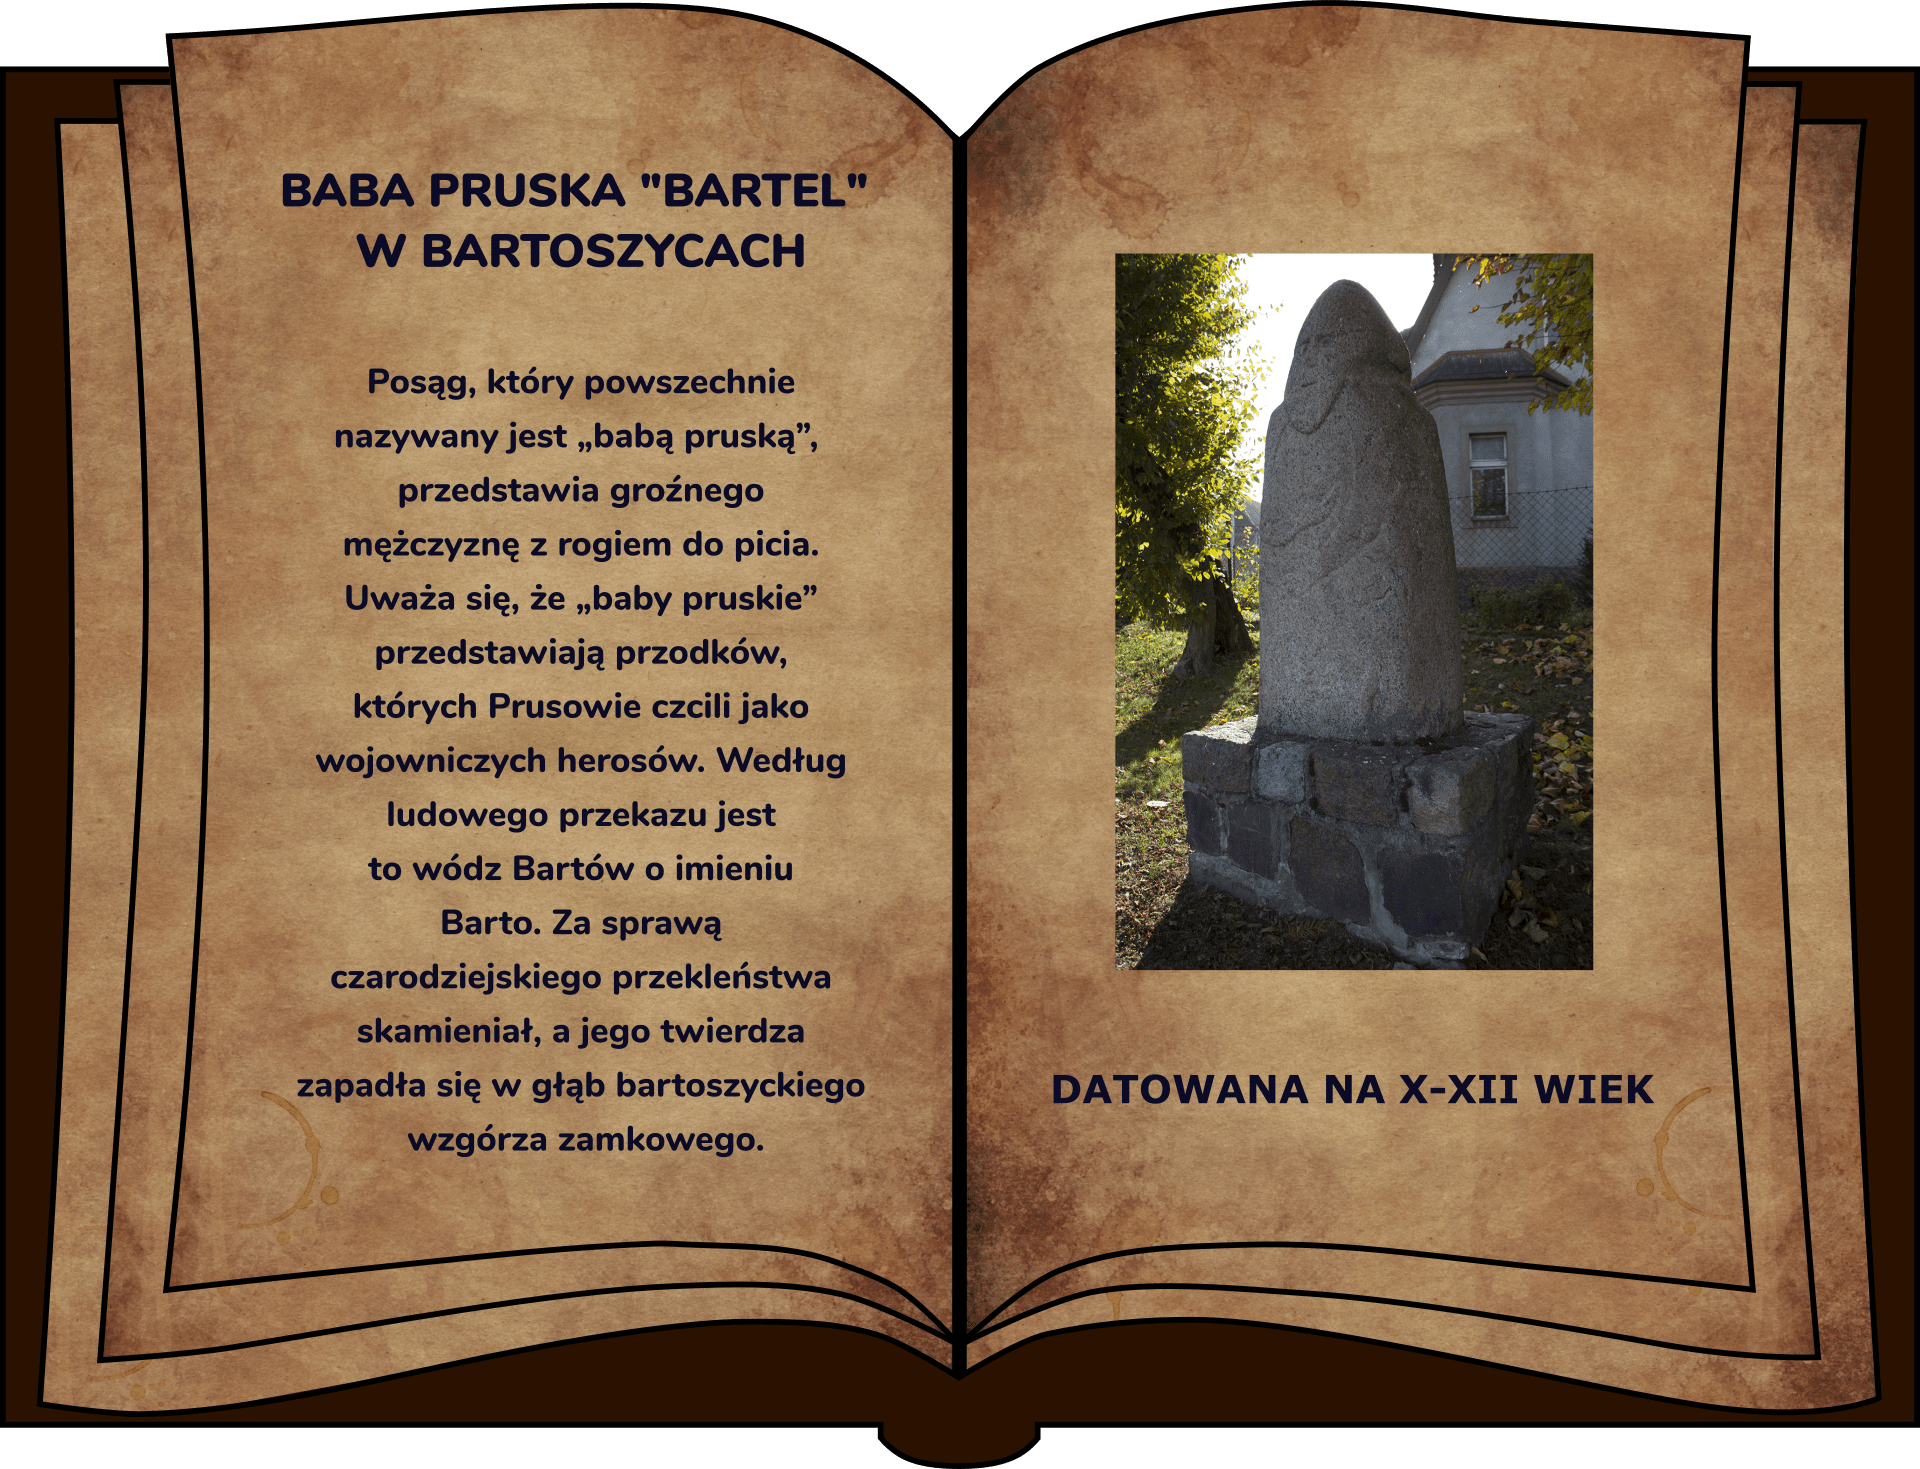 BABA PRUSKA "BARTEL"
W BARTOSZYCACH
Posąg, który powszechnie
nazywany jest „babą pruską”,
przedstawia groźnego
mężczyznę z rogiem do picia.
Uważa się, że „baby pruskie”
przedstawiają przodków,
których Prusowie czcili jako
wojowniczych herosów. Według
ludowego przekazu jest
to wódz Bartów o imieniu
Barto. Za sprawą
czarodziejskiego przekleństwa
skamieniał, a jego twierdza
zapadła się w głąb bartoszyckiego
wzgórza zamkowego.
DATOWANA NA X-XII WIEK